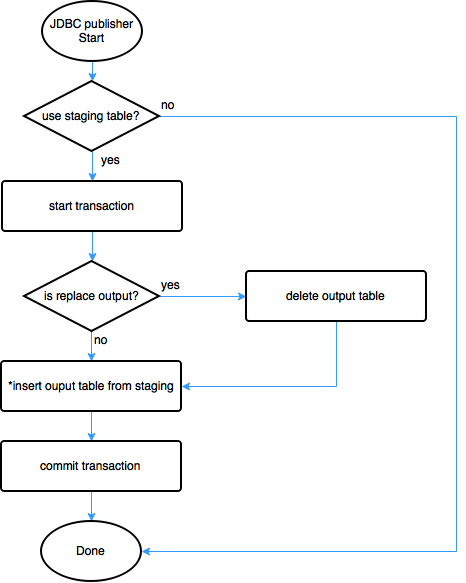 JDBC publisher
Start
use staging table?
no
yes
start transaction
is replace output?
yes
delete output table
no
*insert ouput table from staging
commit transaction
Done